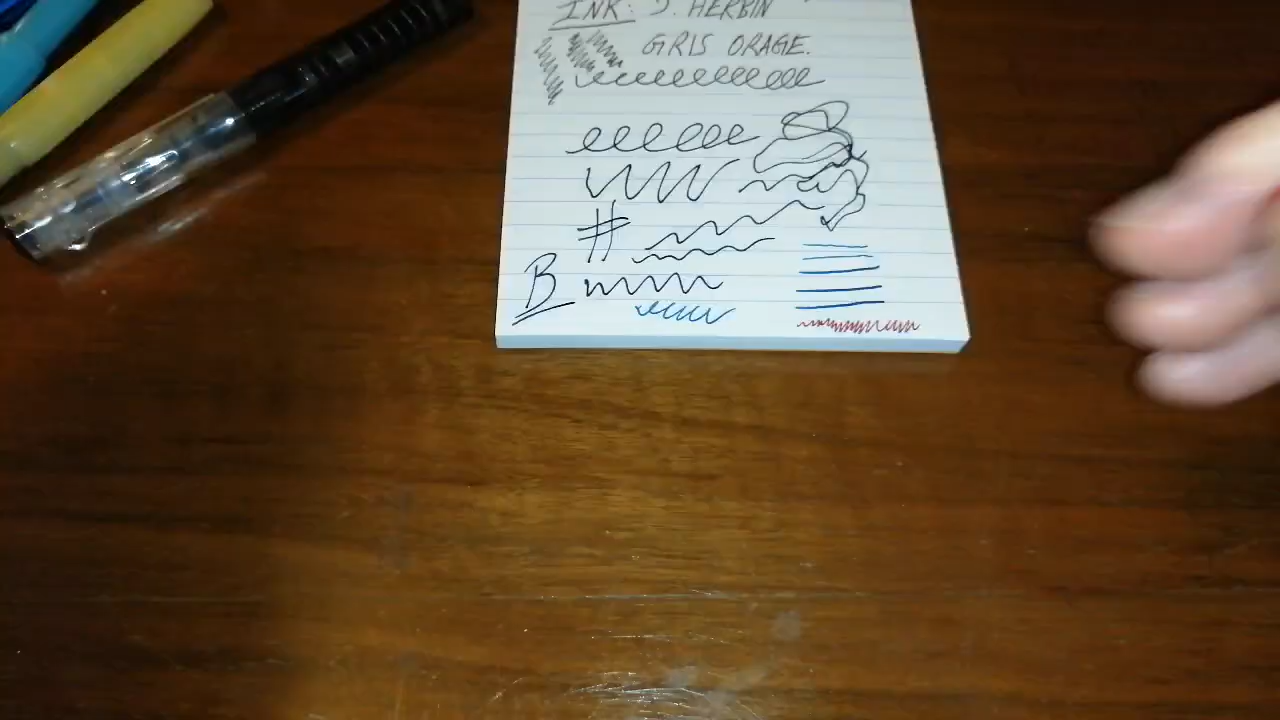 INK: J. HERBIN
GRIS ORAGE.
#
B